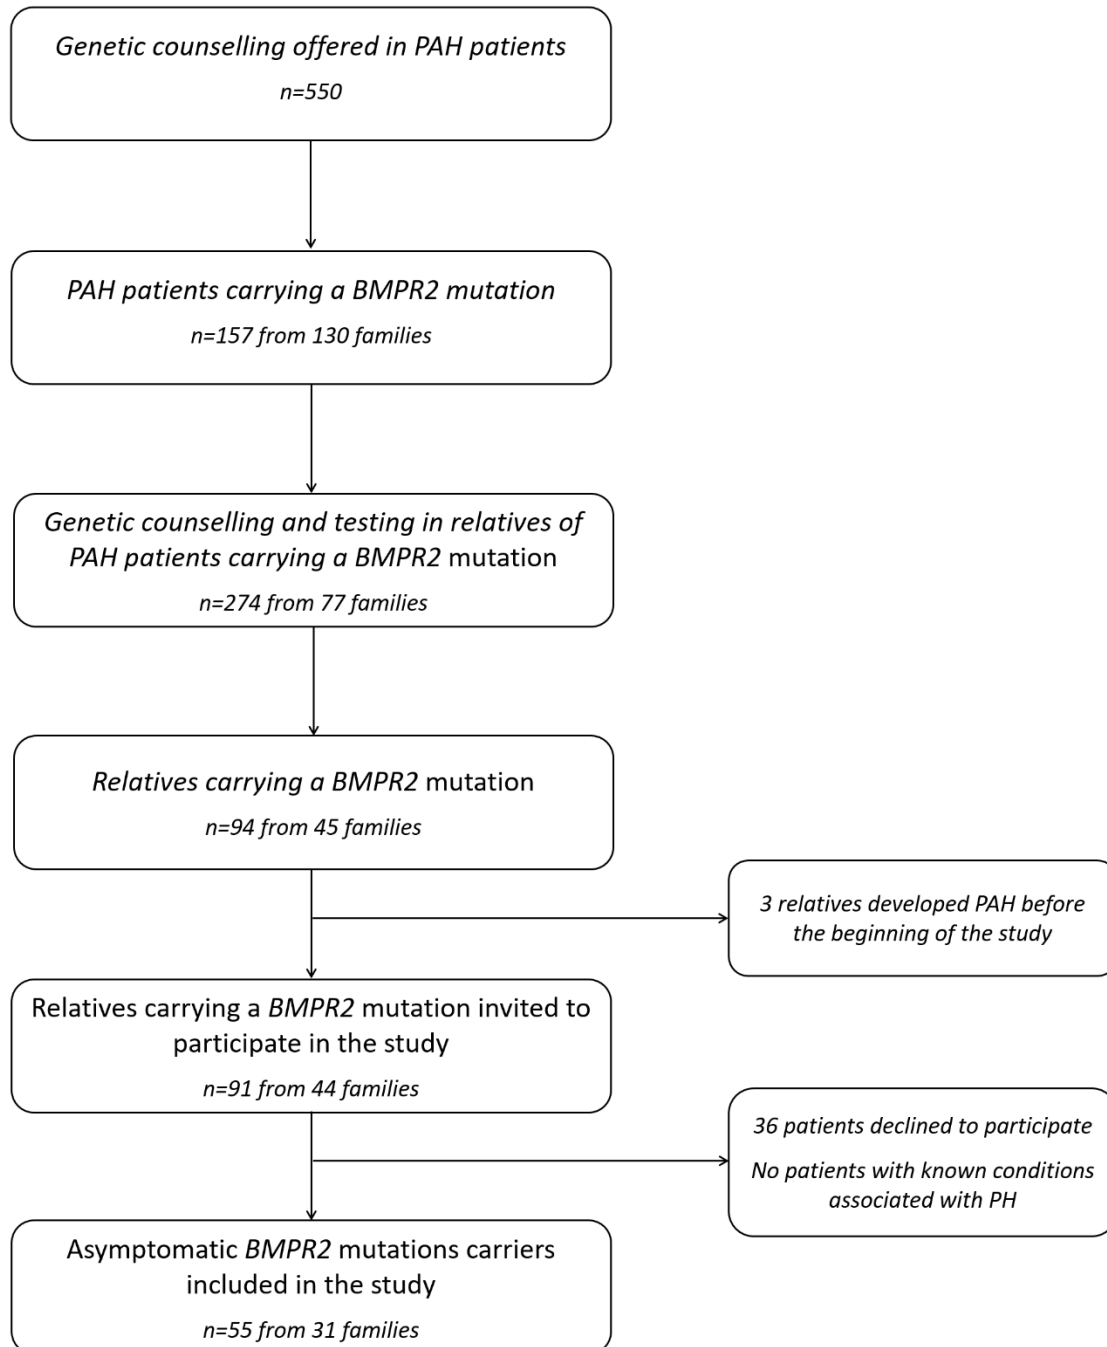 Genetic counselling offered in PAH patients
n=550
PAH patients carrying a BMPR2 mutation
n=157 from 130 families
Genetic counselling and testing in relatives of
PAH patients carrying a BMPR2 mutation
n=274 from 77 families
Relatives carrying a BMPR2 mutation
n=94 from 45 families
3 relatives developed PAH before
the beginning of the study
Relatives carrying a BMPR2 mutation invited to
participate in the study
n=91 from 44 families
36 patients declined to participate
No patients with known conditions
associated with PH
Asymptomatic BMPR2 mutations carriers
included in the study
n=55 from 31 families